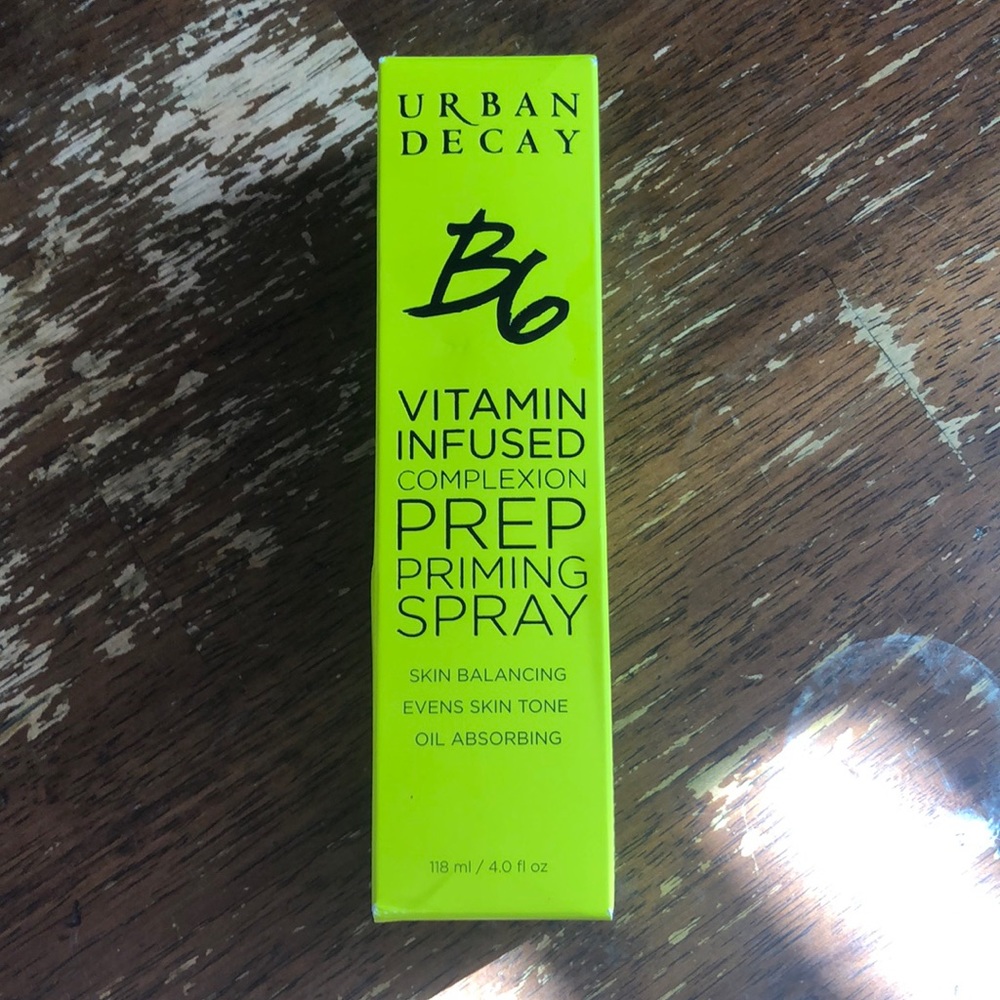 URBAN
DECAY
B6
VITAMIN
INFUSED
COMPLEXION
PREP
PRIMING
SPRAY
SKIN BALANCING
EVENS SKIN TONE
OIL ABSORBING
118 ml / 4.0 fl oz